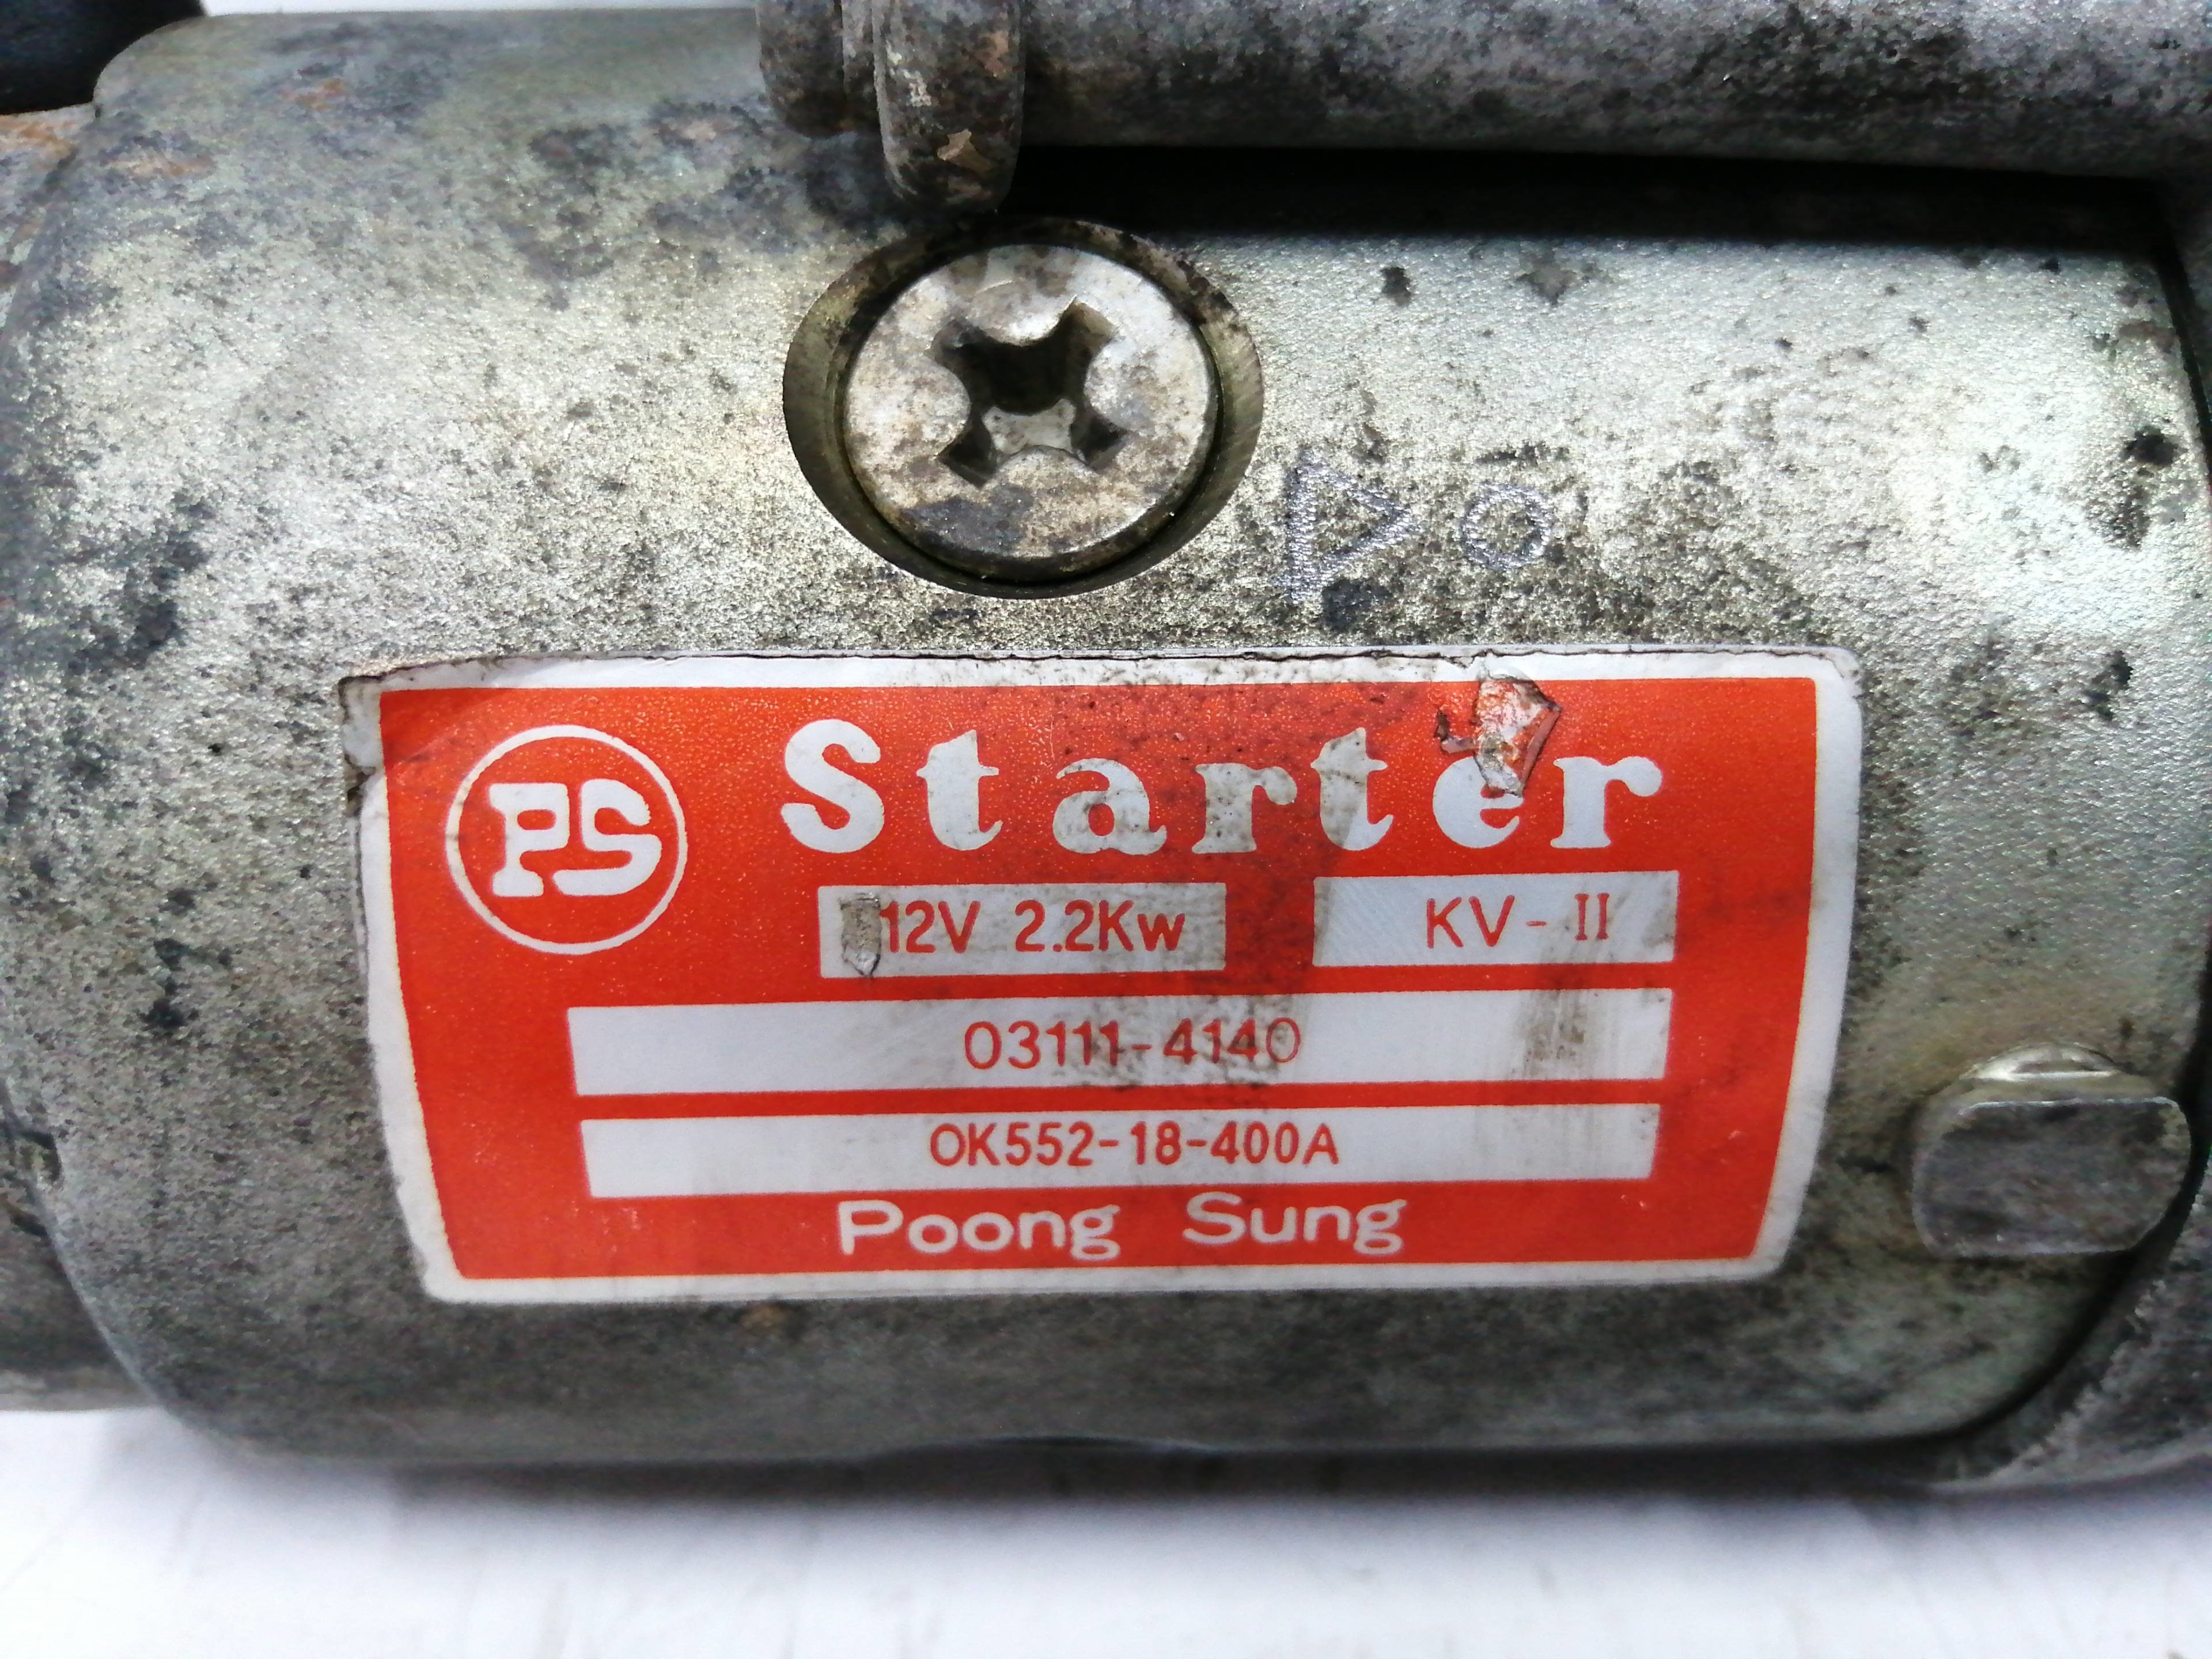 PS
Starter
12V 2.2Kw
KV-II
03111-4140
OK552-18-400A
Poong Sung